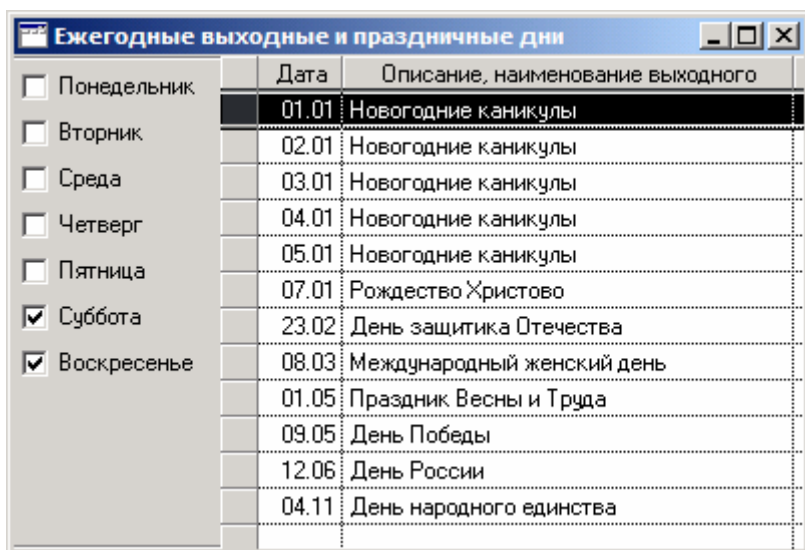 Ежегодные выходные и праздничные дни
Понедельник
Вторник
Среда
Четверг
Пятница
Суббота
Воскресенье
Дата Описание, наименование выходного
01.01 Новогодние каникулы
02.01 Новогодние каникулы
03.01 Новогодние каникулы
04.01 Новогодние каникулы
05.01 Новогодние каникулы
07.01 Рождество Христово
23.02 День защитика Отечества
08.03 Международный женский день
01.05 Праздник Весны и Труда
09.05 День Победы
12.06 День России
04.11 День народного единства